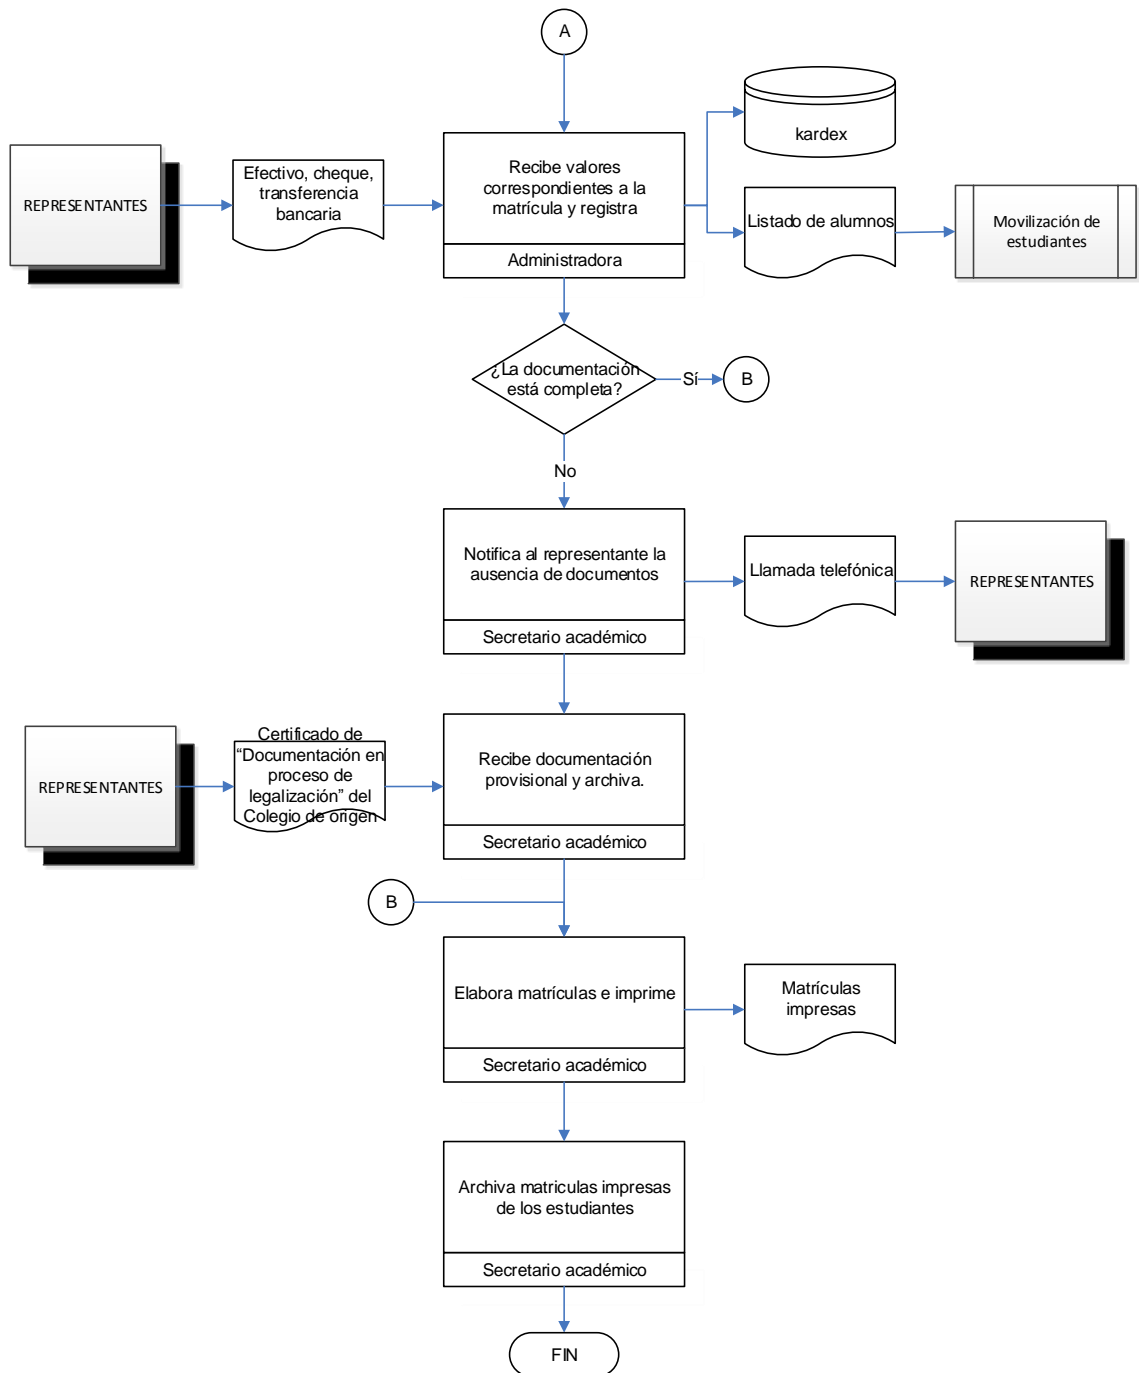 A
kardex
REPRESENTANTES
Efectivo, cheque,
transferencia
bancaria
Recibe valores
correspondientes a la
matrícula y registra
Administradora
Listado de alumnos
Movilización de
estudiantes
¿La documentación
está completa?
Sí
B
No
Notifica al representante la
ausencia de documentos
Secretario académico
Llamada telefónica
REPRESENTANTES
REPRESENTANTES
Certificado de
“Documentación en
proceso de
legalización” del
Colegio de origen
Recibe documentación
provisional y archiva.
Secretario académico
B
Elabora matrículas e imprime
Secretario académico
Matrículas
impresas
Archiva matriculas impresas
de los estudiantes
Secretario académico
FIN